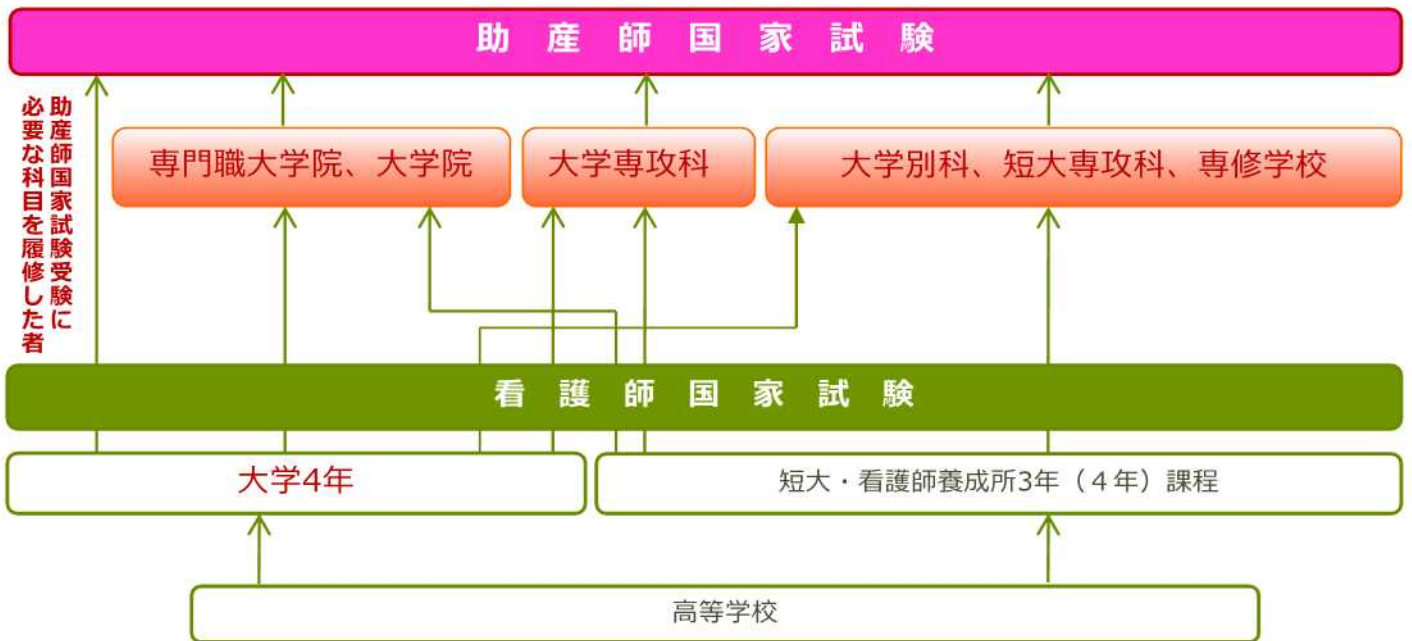 助産師国家試験
助産師国家試験受験に
必要な科目を履修した者
専門職大学院、大学院
大学専攻科
大学別科、短大専攻科、専修学校
看護師国家試験
大学4年
短大・看護師養成所3年（４年）課程
高等学校